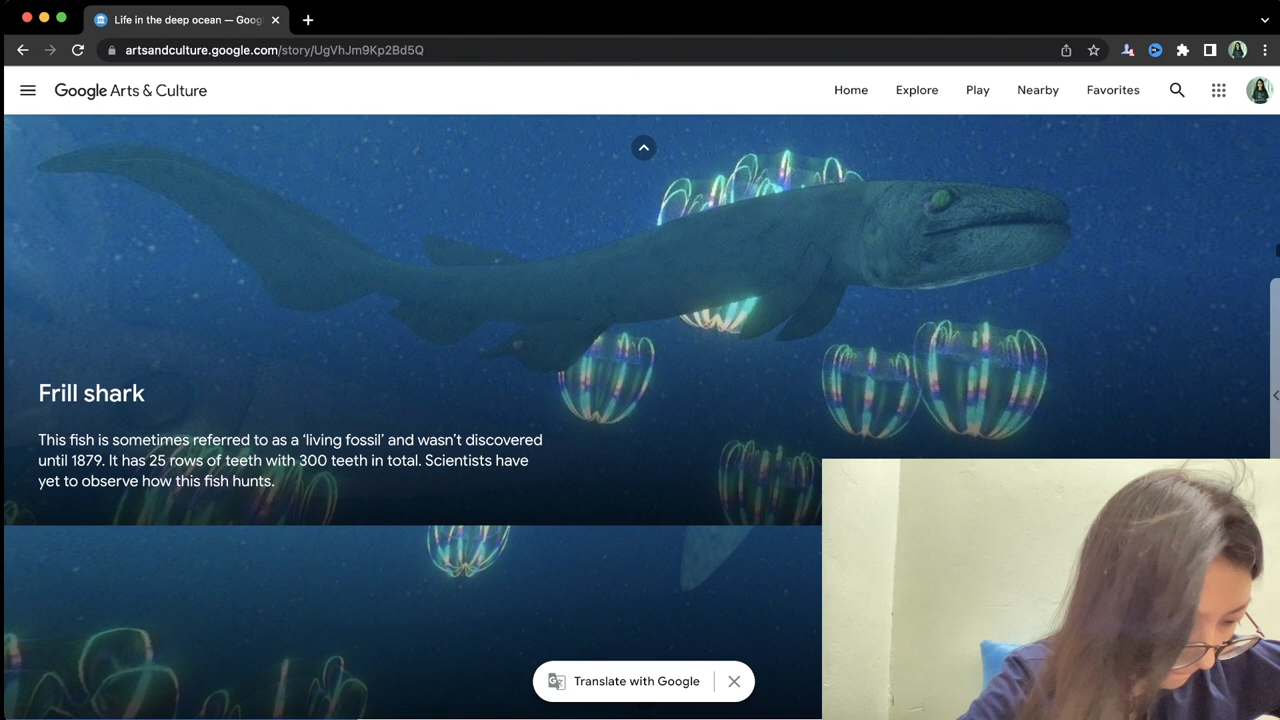 Life in the deep ocean — Goog
artsandculture.google.com/story/UgVhJm9Kp2Bd5Q
Google Arts & Culture
Home
Explore
Play
Nearby
Favorites
Frill shark
This fish is sometimes referred to as a ‘living fossil’ and wasn’t discovered
until 1879. It has 25 rows of teeth with 300 teeth in total. Scientists have
yet to observe how this fish hunts.
Translate with Google